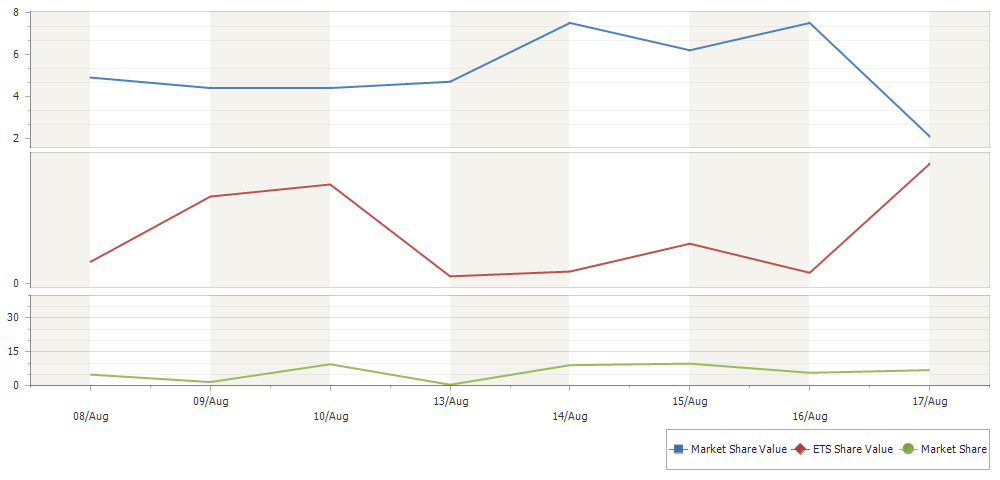 8
6
4
2
0
30
15
0
08/Aug
09/Aug
10/Aug
13/Aug
14/Aug
15/Aug
16/Aug
17/Aug
Market Share Value
ETS Share Value
Market Share